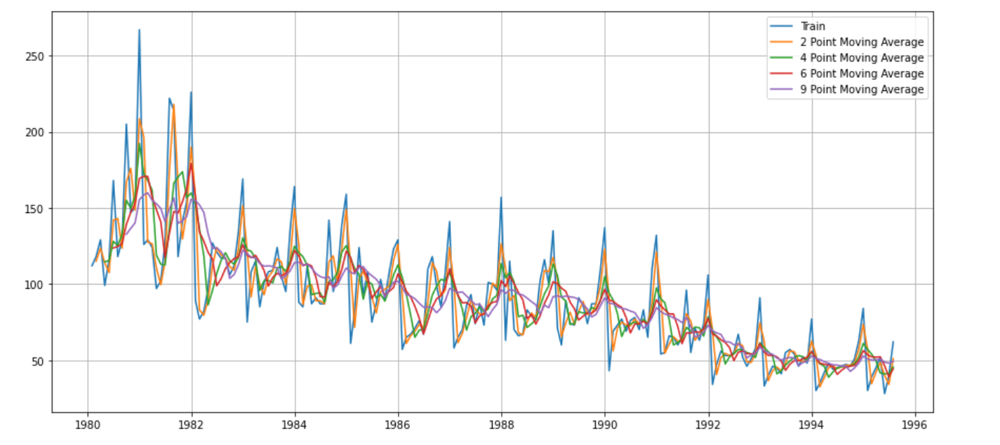 Train
2 Point Moving Average
4 Point Moving Average
6 Point Moving Average
9 Point Moving Average
250
200
150
100
50
1980 1982 1984 1986 1988 1990 1992 1994 1996